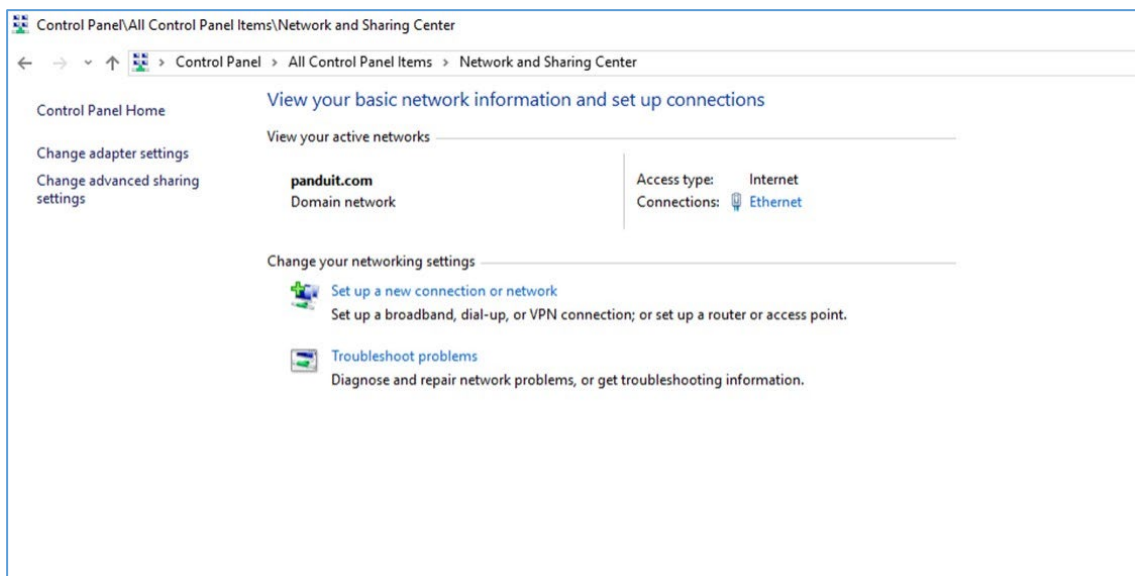 Control Panel\All Control Panel Items\Network and Sharing Center
Control Panel > All Control Panel Items > Network and Sharing Center
Control Panel Home
Change adapter settings
Change advanced sharing
settings
View your basic network information and set up connections
View your active networks
panduit.com
Domain network
Access type: Internet
Connections: Ethernet
Change your networking settings
Set up a new connection or network
Set up a broadband, dial-up, or VPN connection; or set up a router or access point.
Troubleshoot problems
Diagnose and repair network problems, or get troubleshooting information.